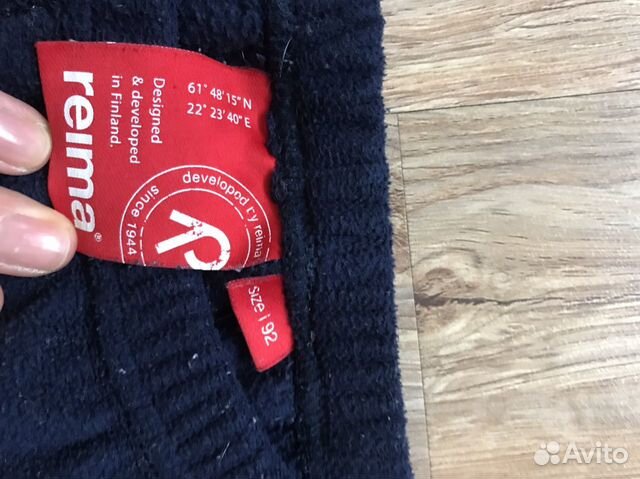 reima®
Designed
& developed
in Finland.
61° 48' 15" N
22° 23' 40" E
developed by reima
since 1944
size | 92
Avito